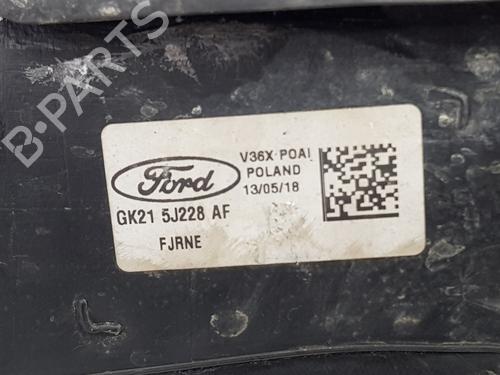 B-PARTS
Ford
V36X POAI
POLAND
13/05/18
GK21 5J228 AF
FJRNE